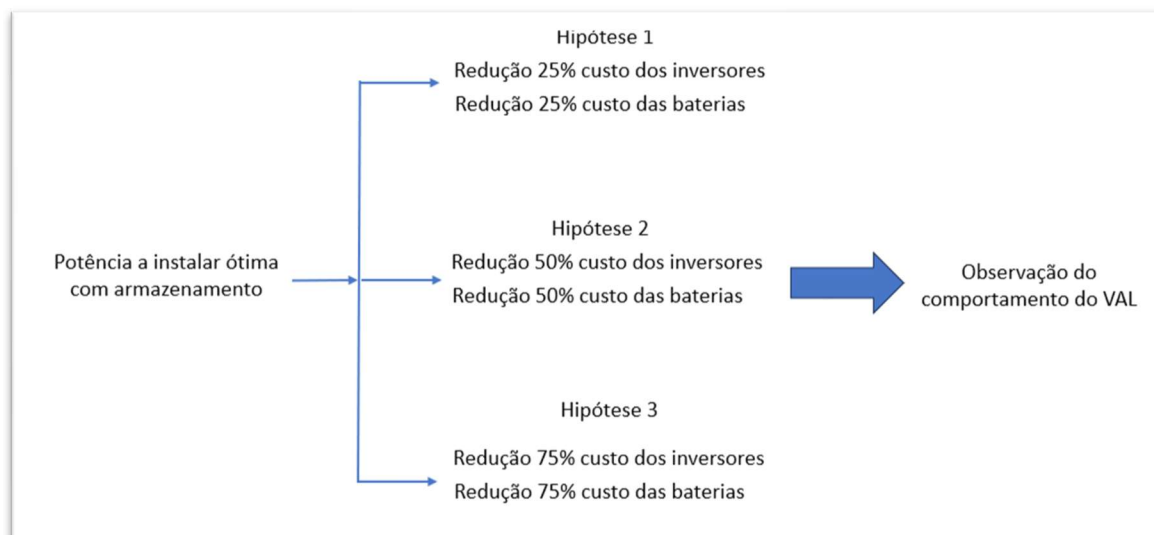 Hipótese 1
Redução 25% custo dos inversores
Redução 25% custo das baterias
Potência a instalar ótima
com armazenamento
Hipótese 2
Redução 50% custo dos inversores
Redução 50% custo das baterias
Observação do
comportamento do VAL
Hipótese 3
Redução 75% custo dos inversores
Redução 75% custo das baterias